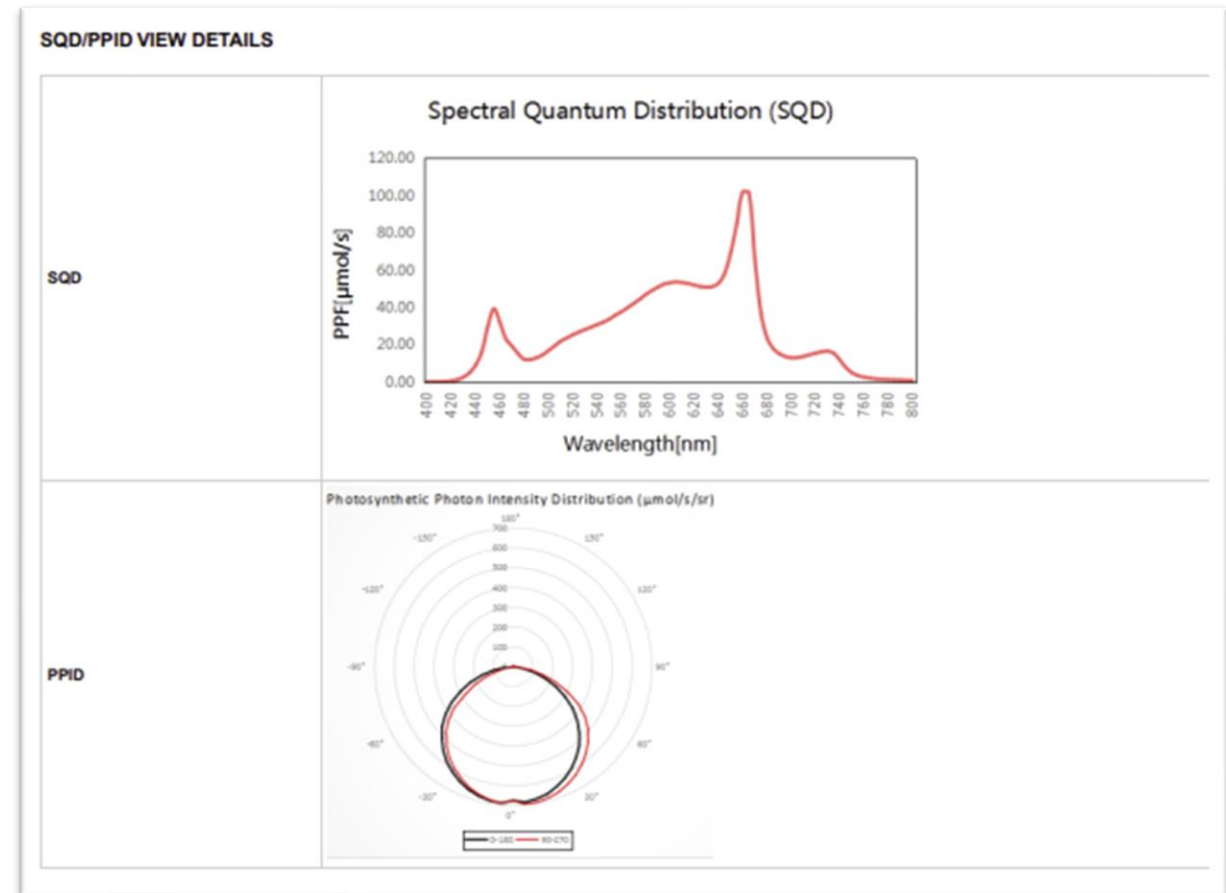 SQD/PPID VIEW DETAILS
SQD
Spectral Quantum Distribution (SQD)
PPF[µmol/s]
120.00
100.00
80.00
60.00
40.00
20.00
0.00
400 420 440 460 480 500 520 540 560 580 600 620 640 660 680 700 720 740 760 780 800
Wavelength[nm]
PPID
Photosynthetic Photon Intensity Distribution (µmol/s/sr)
180°
-150° 150°
-120° 120°
-90° 90°
-60° 60°
-30° 30°
0°
700
600
500
400
300
200
100
0-180 90-270